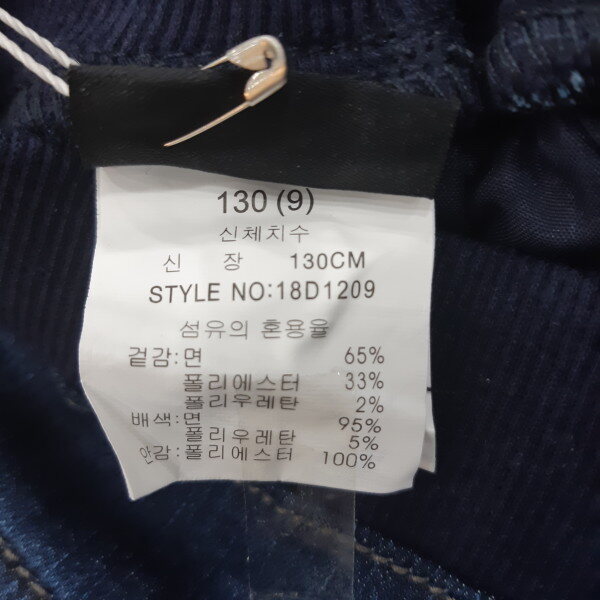 130 (9)
신체치수
신 장 130CM
STYLE NO:18D1209
섬유의 혼용율
겉감:면 65%
폴리에스터 33%
폴리우레탄 2%
배색:면 95%
폴리우레탄 5%
안감:폴리에스터 100%